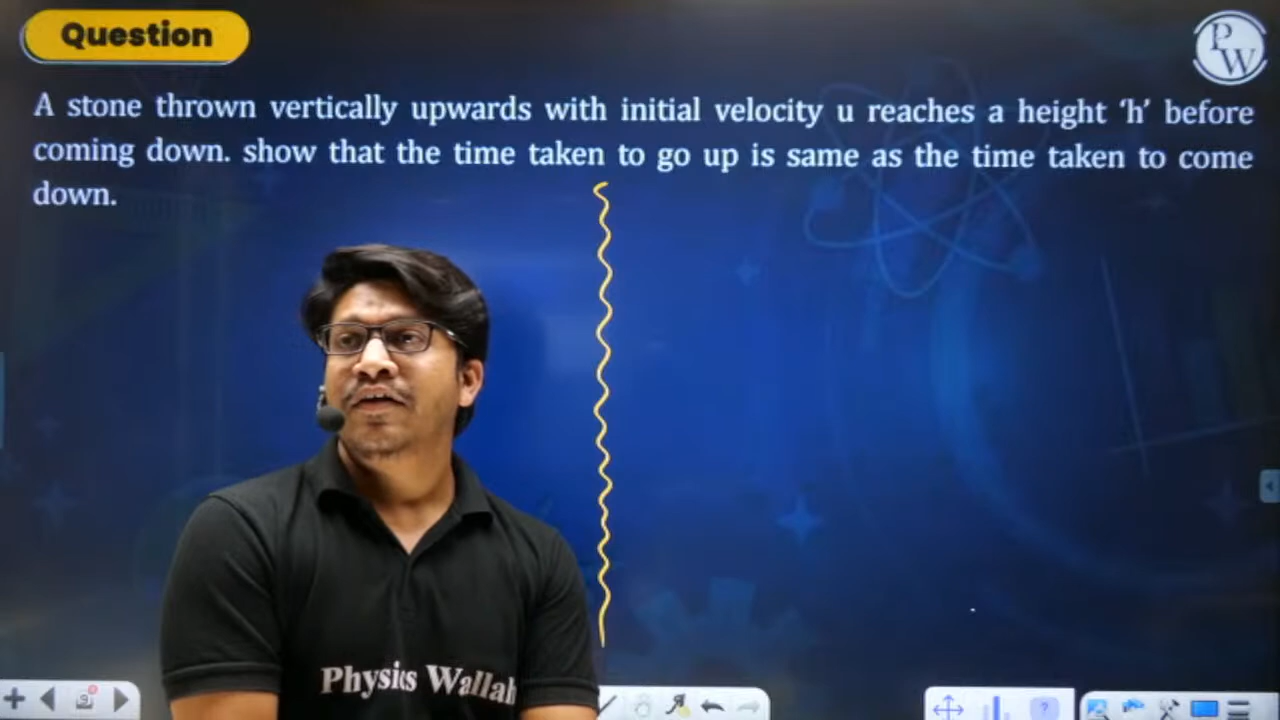 Question
PW
A stone thrown vertically upwards with initial velocity u reaches a height ‘h’ before
coming down. show that the time taken to go up is same as the time taken to come
down.
Physics Wallah